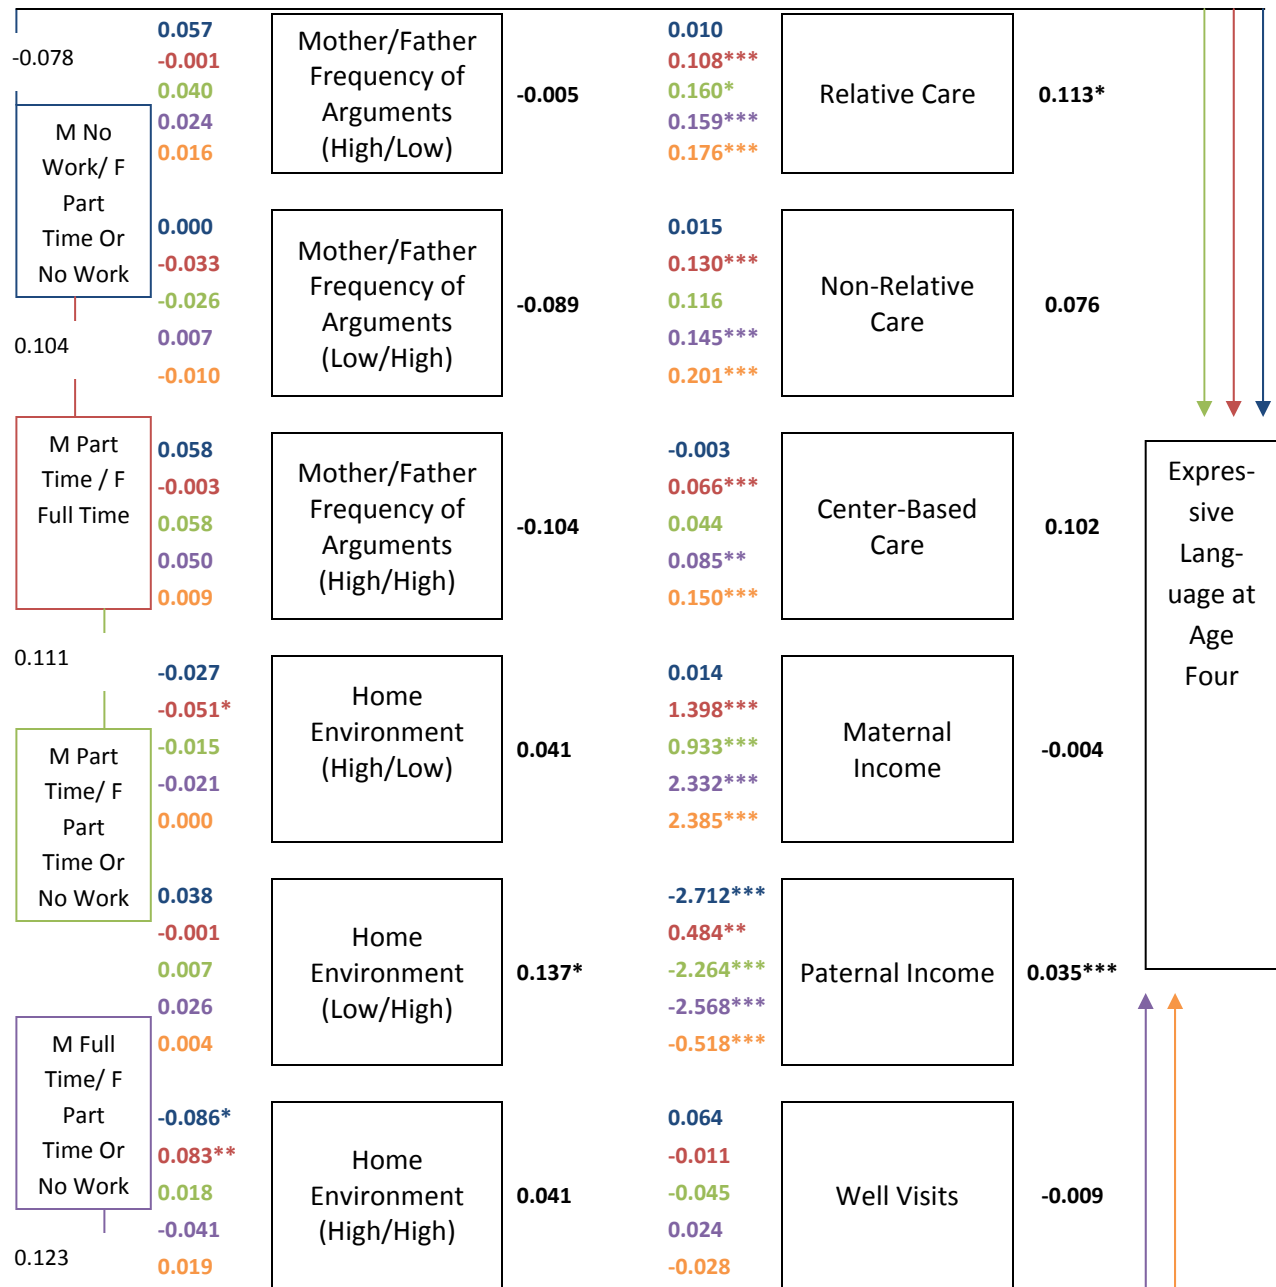 -0.078
M No
Work/ F
Part
Time Or
No Work
0.104
M Part
Time / F
Full Time
0.111
M Part
Time/ F
Part
Time Or
No Work
M Full
Time/ F
Part
Time Or
No Work
0.123
0.057
-0.001
0.040
0.024
0.016
Mother/Father
Frequency of
Arguments
(High/Low)
-0.005
0.000
-0.033
-0.026
0.007
-0.010
Mother/Father
Frequency of
Arguments
(Low/High)
-0.089
0.058
-0.003
0.058
0.050
0.009
Mother/Father
Frequency of
Arguments
(High/High)
-0.104
-0.027
-0.051*
-0.015
-0.021
0.000
Home
Environment
(High/Low)
0.041
0.038
-0.001
0.007
0.026
0.004
Home
Environment
(Low/High)
0.137*
-0.086*
0.083**
0.018
-0.041
0.019
Home
Environment
(High/High)
0.041
0.010
0.108***
0.160*
0.159***
0.176***
Relative Care
0.113*
0.015
0.130***
0.116
0.145***
0.201***
Non-Relative
Care
0.076
-0.003
0.066***
0.044
0.085**
0.150***
Center-Based
Care
0.102
0.014
1.398***
0.933***
2.332***
2.385***
Maternal
Income
-0.004
-2.712***
0.484**
-2.264***
-2.568***
-0.518***
Paternal Income
0.035***
0.064
-0.011
-0.045
0.024
-0.028
Well Visits
-0.009
Expres-
sive
Lang-
uage at
Age
Four